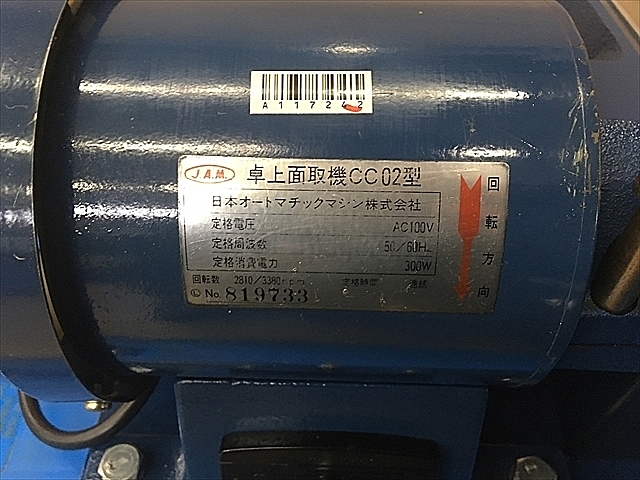 A117242
J.A.M. 卓上面取機CC02型
日本オートマチックマシン株式会社
定格電圧 AC100V
定格周波数 50/60Hz
定格消費電力 300W
回転数 2810/3380r.p.m. 定格時間 連続
No. 819733
回転方向